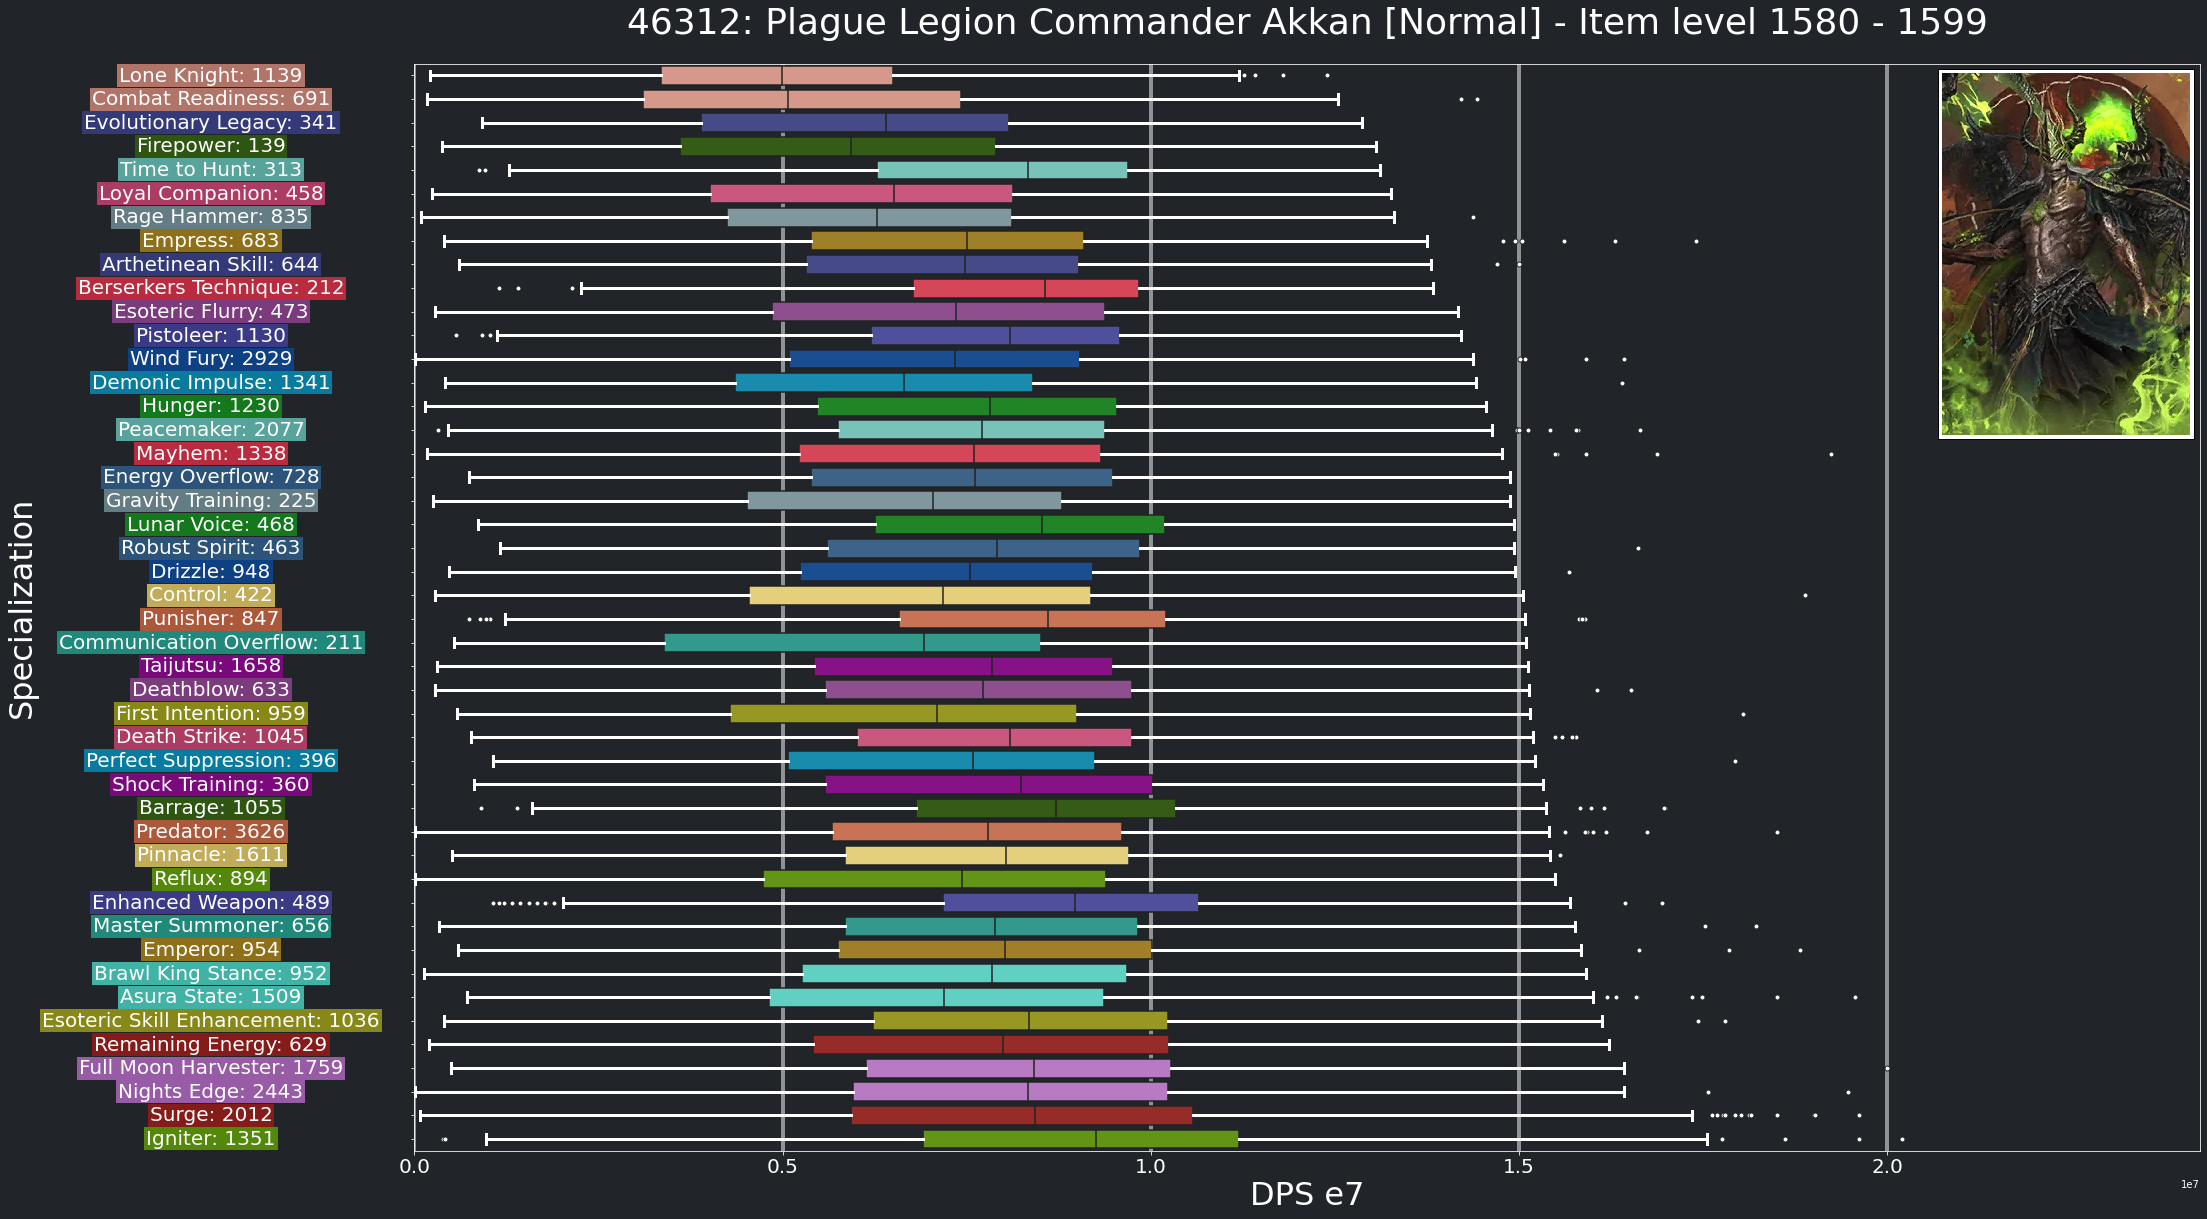 46312: Plague Legion Commander Akkan [Normal] - Item level 1580 - 1599
Lone Knight: 1139
Combat Readiness: 691
Evolutionary Legacy: 341
Firepower: 139
Time to Hunt: 313
Loyal Companion: 458
Rage Hammer: 835
Empress: 683
Arthetinean Skill: 644
Berserkers Technique: 212
Esoteric Flurry: 473
Pistoleer: 1130
Wind Fury: 2929
Demonic Impulse: 1341
Hunger: 1230
Peacemaker: 2077
Mayhem: 1338
Energy Overflow: 728
Gravity Training: 225
Lunar Voice: 468
Robust Spirit: 463
Drizzle: 948
Control: 422
Punisher: 847
Communication Overflow: 211
Taijutsu: 1658
Deathblow: 633
First Intention: 959
Death Strike: 1045
Perfect Suppression: 396
Shock Training: 360
Barrage: 1055
Predator: 3626
Pinnacle: 1611
Reflux: 894
Enhanced Weapon: 489
Master Summoner: 656
Emperor: 954
Brawl King Stance: 952
Asura State: 1509
Esoteric Skill Enhancement: 1036
Remaining Energy: 629
Full Moon Harvester: 1759
Nights Edge: 2443
Surge: 2012
Igniter: 1351
Specialization
0.0 0.5 1.0 1.5 2.0
DPS e7
1e7